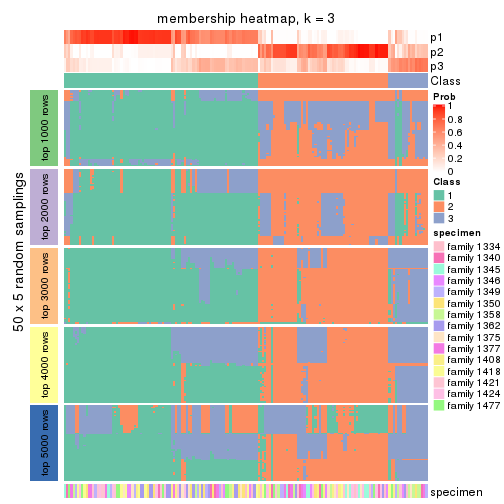 membership heatmap, k = 3
p1
p2
p3
Class
50 x 5 random samplings
top 1000 rows
top 2000 rows
top 3000 rows
top 4000 rows
top 5000 rows
specimen
Prob
1
0.8
0.6
0.4
0.2
0
Class
1
2
3
specimen
family 1334
family 1340
family 1345
family 1346
family 1349
family 1350
family 1358
family 1362
family 1375
family 1377
family 1408
family 1418
family 1421
family 1424
family 1477